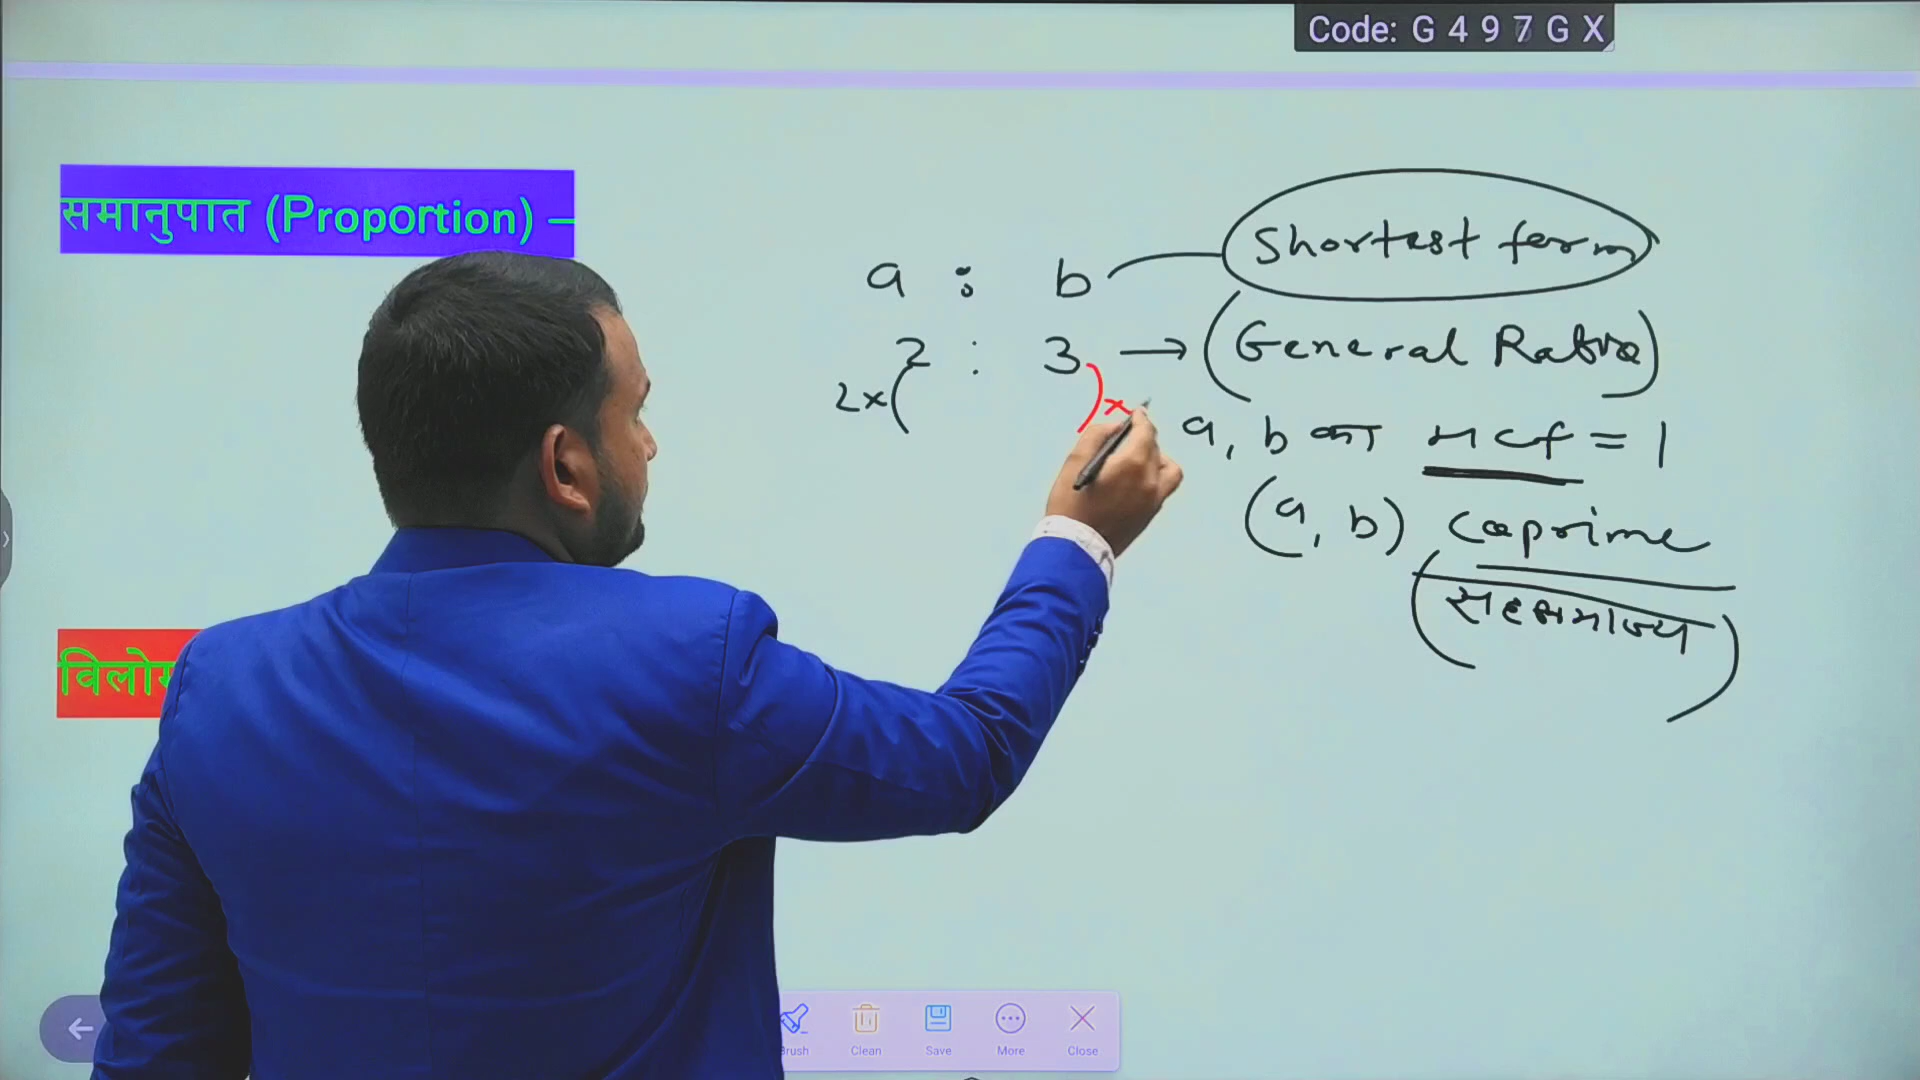 Code: G 4 9 7 G X
समानुपात (Proportion) –
a : b
Shortest form
2 : 3 → (General Ratio)
2×( )×
a, b का HCF = 1
(a, b) Coprime
(सहअभाज्य)
Clean
Save
More
Close